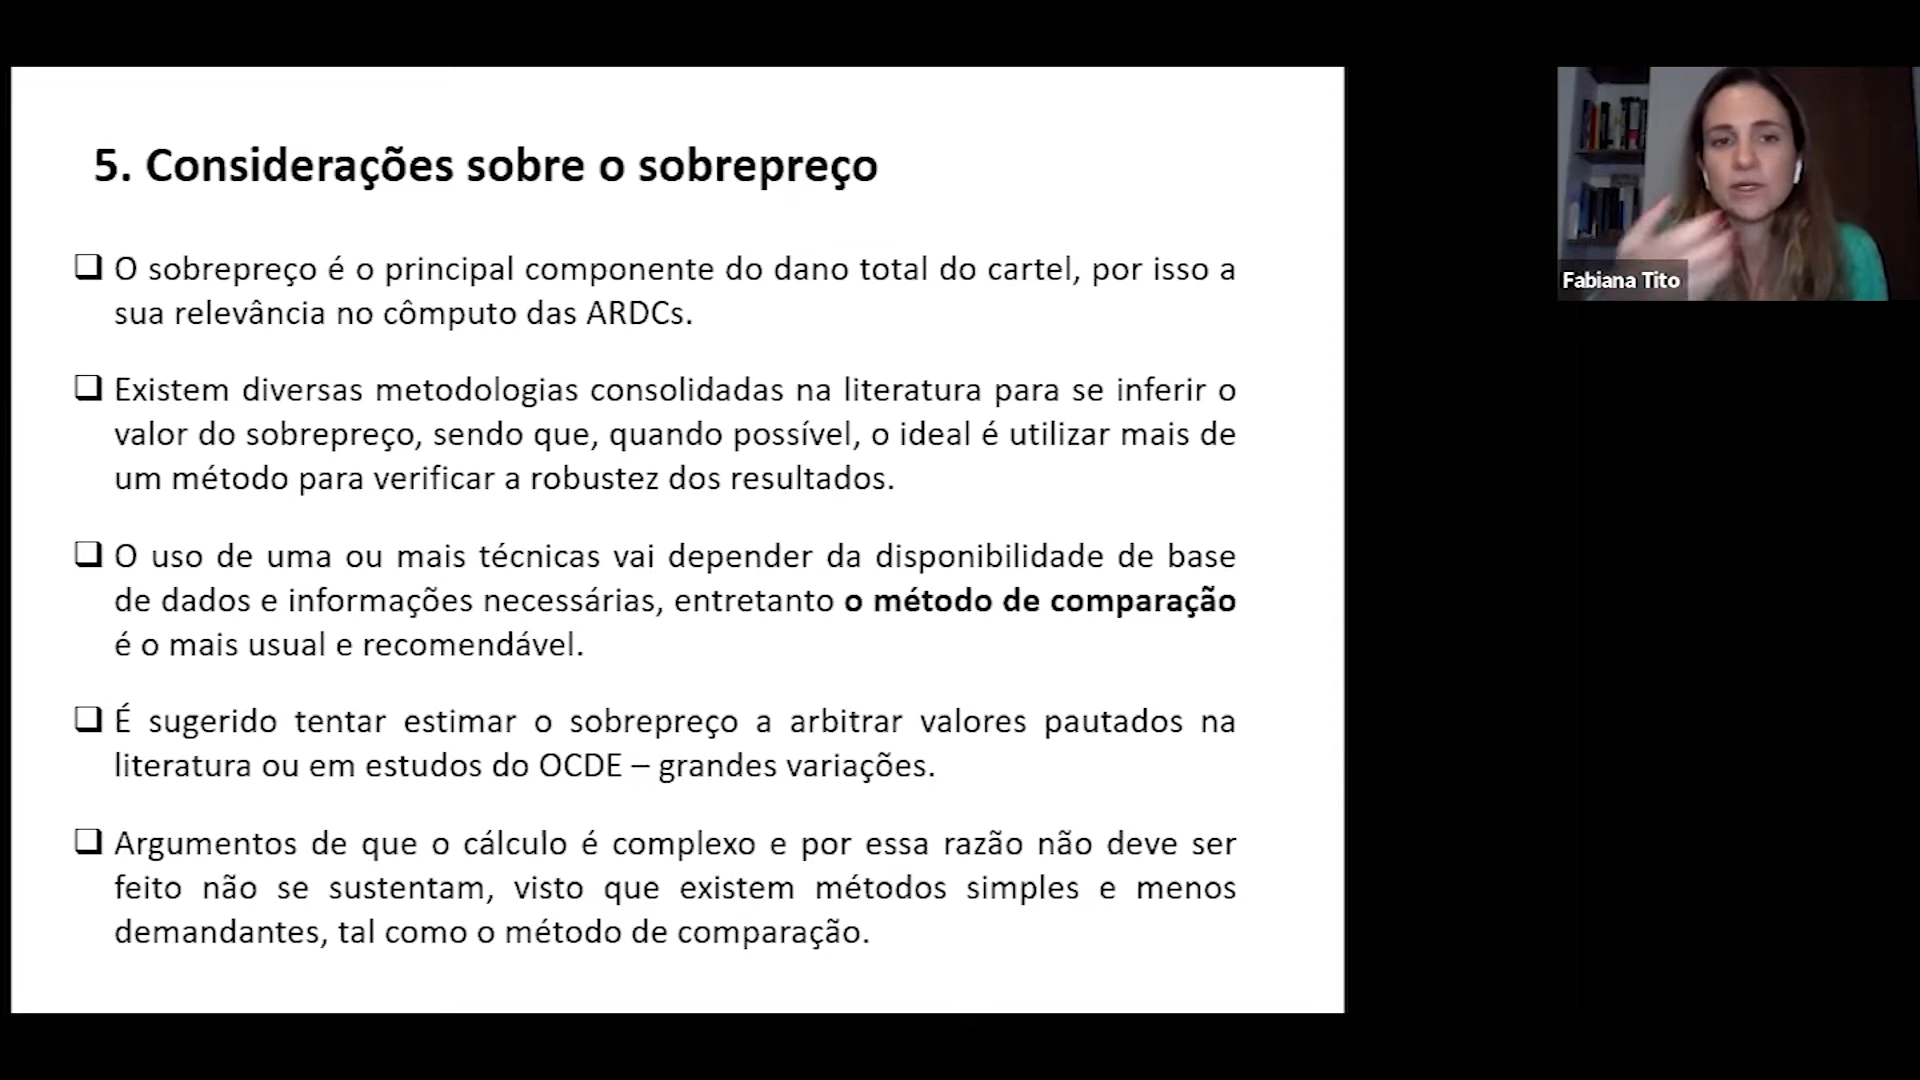 5. Considerações sobre o sobrepreço
O sobrepreço é o principal componente do dano total do cartel, por isso a
sua relevância no cômputo das ARDCs.
Existem diversas metodologias consolidadas na literatura para se inferir o
valor do sobrepreço, sendo que, quando possível, o ideal é utilizar mais de
um método para verificar a robustez dos resultados.
O uso de uma ou mais técnicas vai depender da disponibilidade de base
de dados e informações necessárias, entretanto o método de comparação
é o mais usual e recomendável.
É sugerido tentar estimar o sobrepreço a arbitrar valores pautados na
literatura ou em estudos do OCDE – grandes variações.
Argumentos de que o cálculo é complexo e por essa razão não deve ser
feito não se sustentam, visto que existem métodos simples e menos
demandantes, tal como o método de comparação.
Fabiana Tito